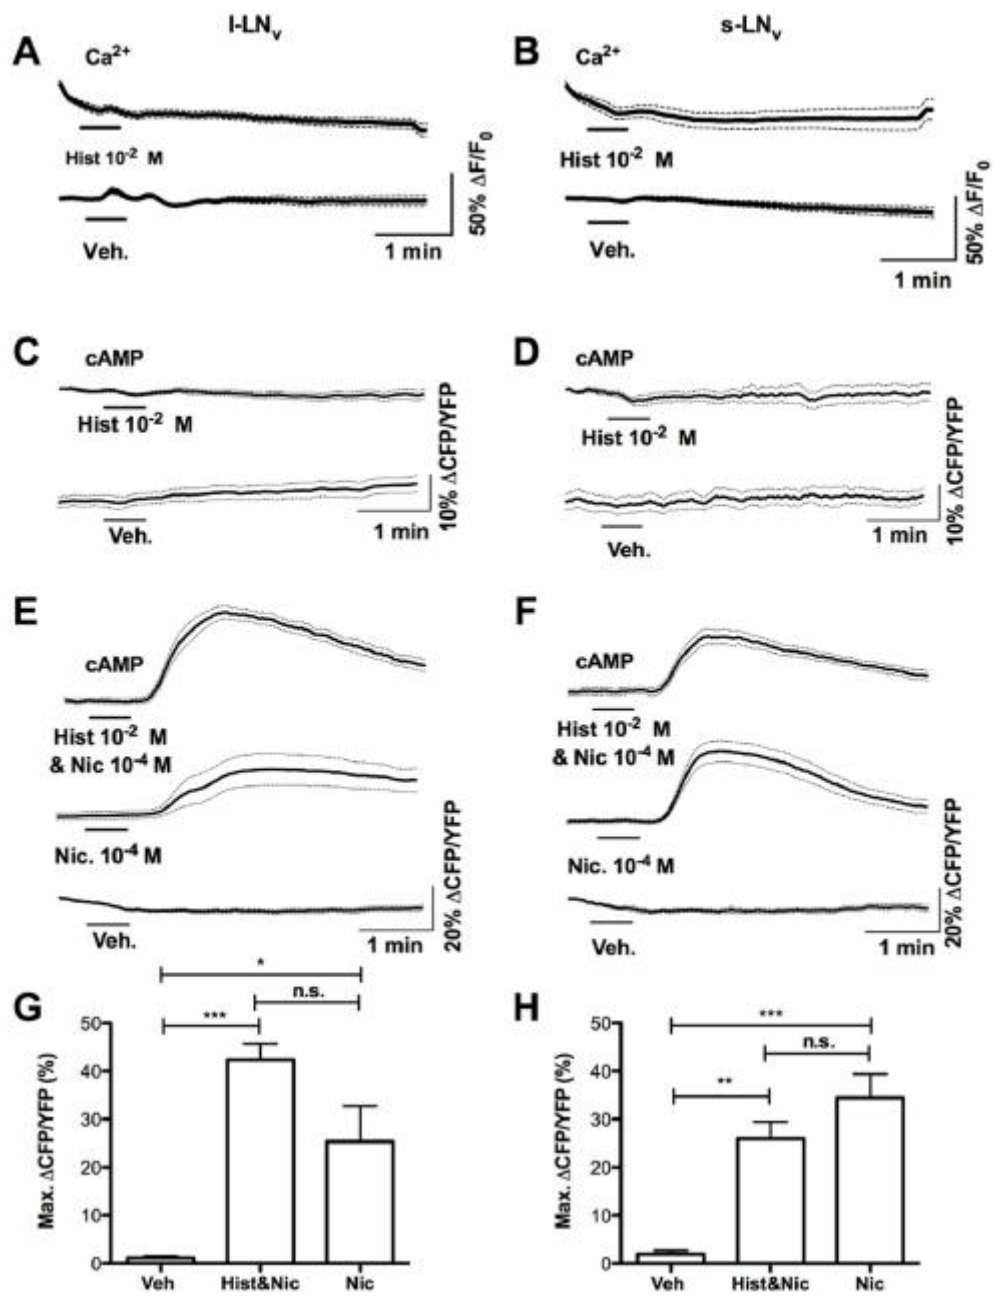 l-LNv
s-LNv
A
Ca2+
Hist 10-2 M
Veh.
50% ΔF/F0
1 min
B
Ca2+
Hist 10-2 M
Veh.
50% ΔF/F0
1 min
C
cAMP
Hist 10-2 M
Veh.
10% ΔCFP/YFP
1 min
D
cAMP
Hist 10-2 M
Veh.
10% ΔCFP/YFP
1 min
E
cAMP
Hist 10-2 M
& Nic 10-4 M
Nic. 10-4 M
Veh.
20% ΔCFP/YFP
1 min
F
cAMP
Hist 10-2 M
& Nic 10-4 M
Nic. 10-4 M
Veh.
20% ΔCFP/YFP
1 min
G
*
n.s.
***
Max. ΔCFP/YFP (%)
50
40
30
20
10
0
Veh
Hist&Nic
Nic
H
***
n.s.
**
Max. ΔCFP/YFP (%)
50
40
30
20
10
0
Veh
Hist&Nic
Nic